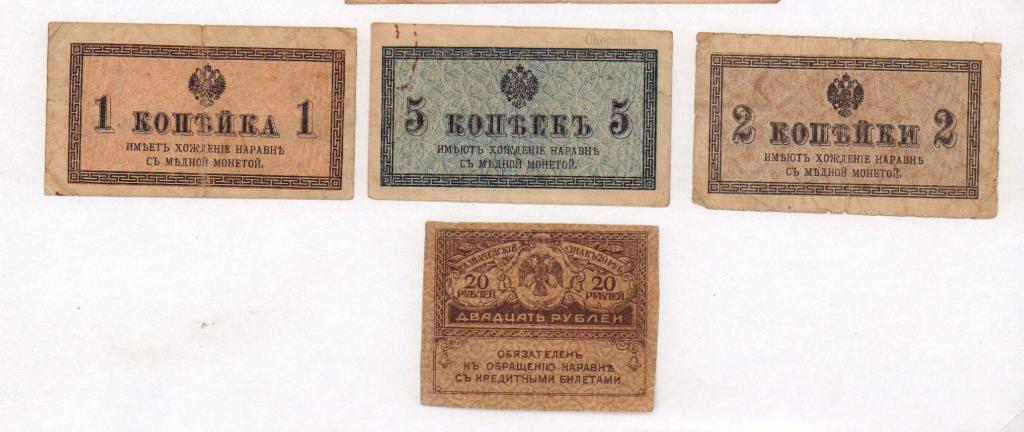 1 КОПѢЙКА 1
ИМѢЕТЪ ХОЖДЕНІЕ НАРАВНѢ
СЪ МѢДНОЙ МОНЕТОЙ.
5 КОПѢЕКЪ 5
ИМѢЮТЪ ХОЖДЕНІЕ НАРАВНѢ
СЪ МѢДНОЙ МОНЕТОЙ.
2 КОПѢЙКИ 2
ИМѢЮТЪ ХОЖДЕНІЕ НАРАВНѢ
СЪ МѢДНОЙ МОНЕТОЙ.
КАЗНАЧЕЙСКІЙ ЗНАКЪ
20 20
РУБЛЕЙ РУБЛЕЙ
ДВАДЦАТЬ РУБЛЕЙ
ОБЯЗАТЕЛЕНЪ
КЪ ОБРАЩЕНІЮ НАРАВНѢ
СЪ КРЕДИТНЫМИ БИЛЕТАМИ.